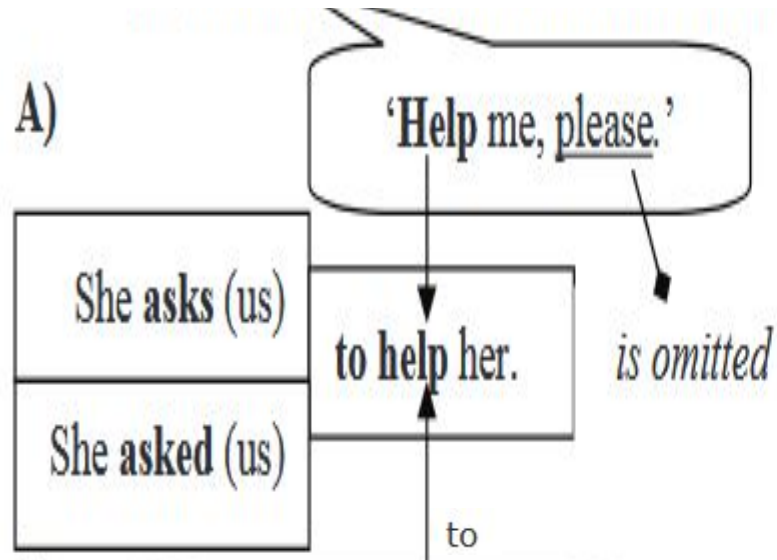 A)
‘Help me, please.’
She asks (us)
to help her.
is omitted
She asked (us)
to